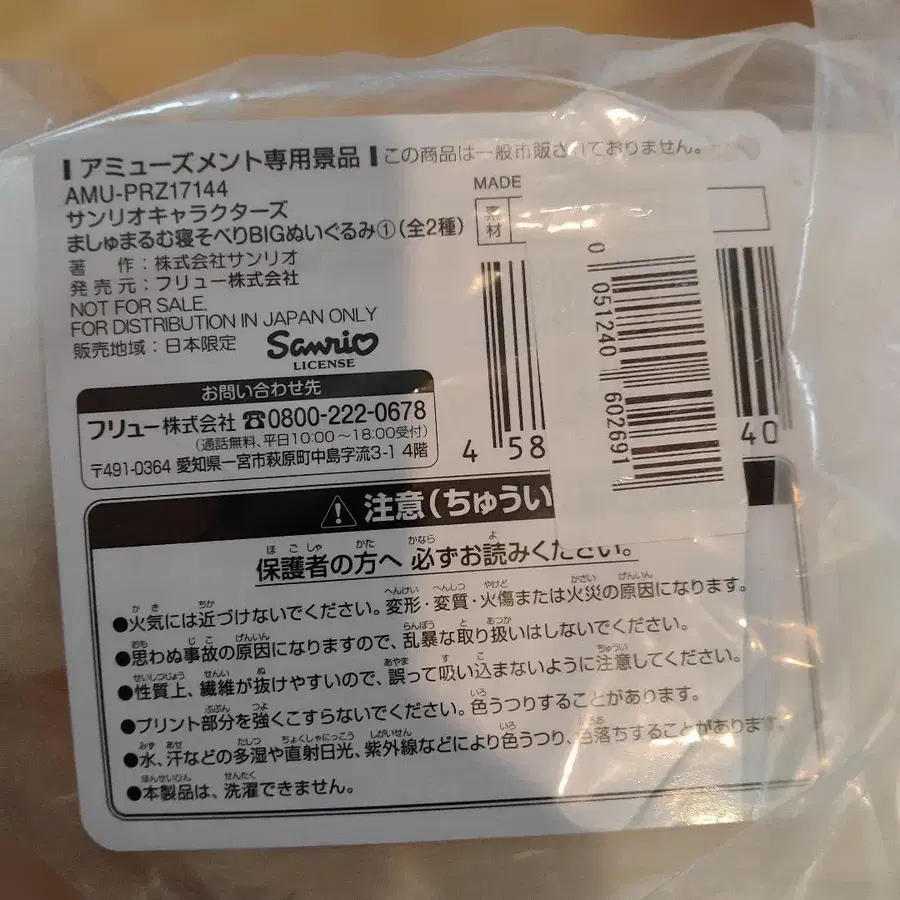 アミューズメント専用景品 この商品は一般市販されておりません。
AMU-PRZ17144
サンリオキャラクターズ
ましゅまるむ寝そべりBIGぬいぐるみ①(全2種)
著 作:株式会社サンリオ
発売元:フリュー株式会社
NOT FOR SALE.
FOR DISTRIBUTION IN JAPAN ONLY
販売地域:日本限定
Sanrio
LICENSE
MADE
素材
4 58
40
0 051240 602691
お問い合わせ先
フリュー株式会社 ☎0800-222-0678
(通話無料、平日10:00~18:00受付)
〒491-0364 愛知県一宮市萩原町中島字流3-1 4階
注意(ちゅうい
保護者の方へ 必ずお読みください。
●火気には近づけないでください。変形・変質・火傷または火災の原因になります。
●思わぬ事故の原因になりますので、乱暴な取り扱いはしないでください。
●性質上、繊維が抜けやすいので、誤って吸い込まないように注意してください。
●プリント部分を強くこすらないでください。色うつりすることがあります。
●水、汗などの多湿や直射日光、紫外線などにより色うつり、色落ちすることがあります。
●本製品は、洗濯できません。